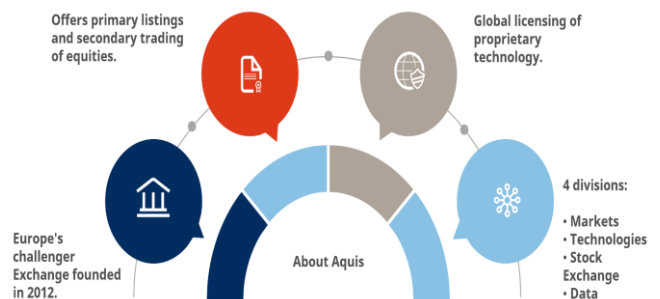 Offers primary listings
and secondary trading
of equities.
Global licensing of
proprietary
technology.
Europe's
challenger
Exchange founded
in 2012.
About Aquis
4 divisions:
• Markets
• Technologies
• Stock
Exchange
• Data